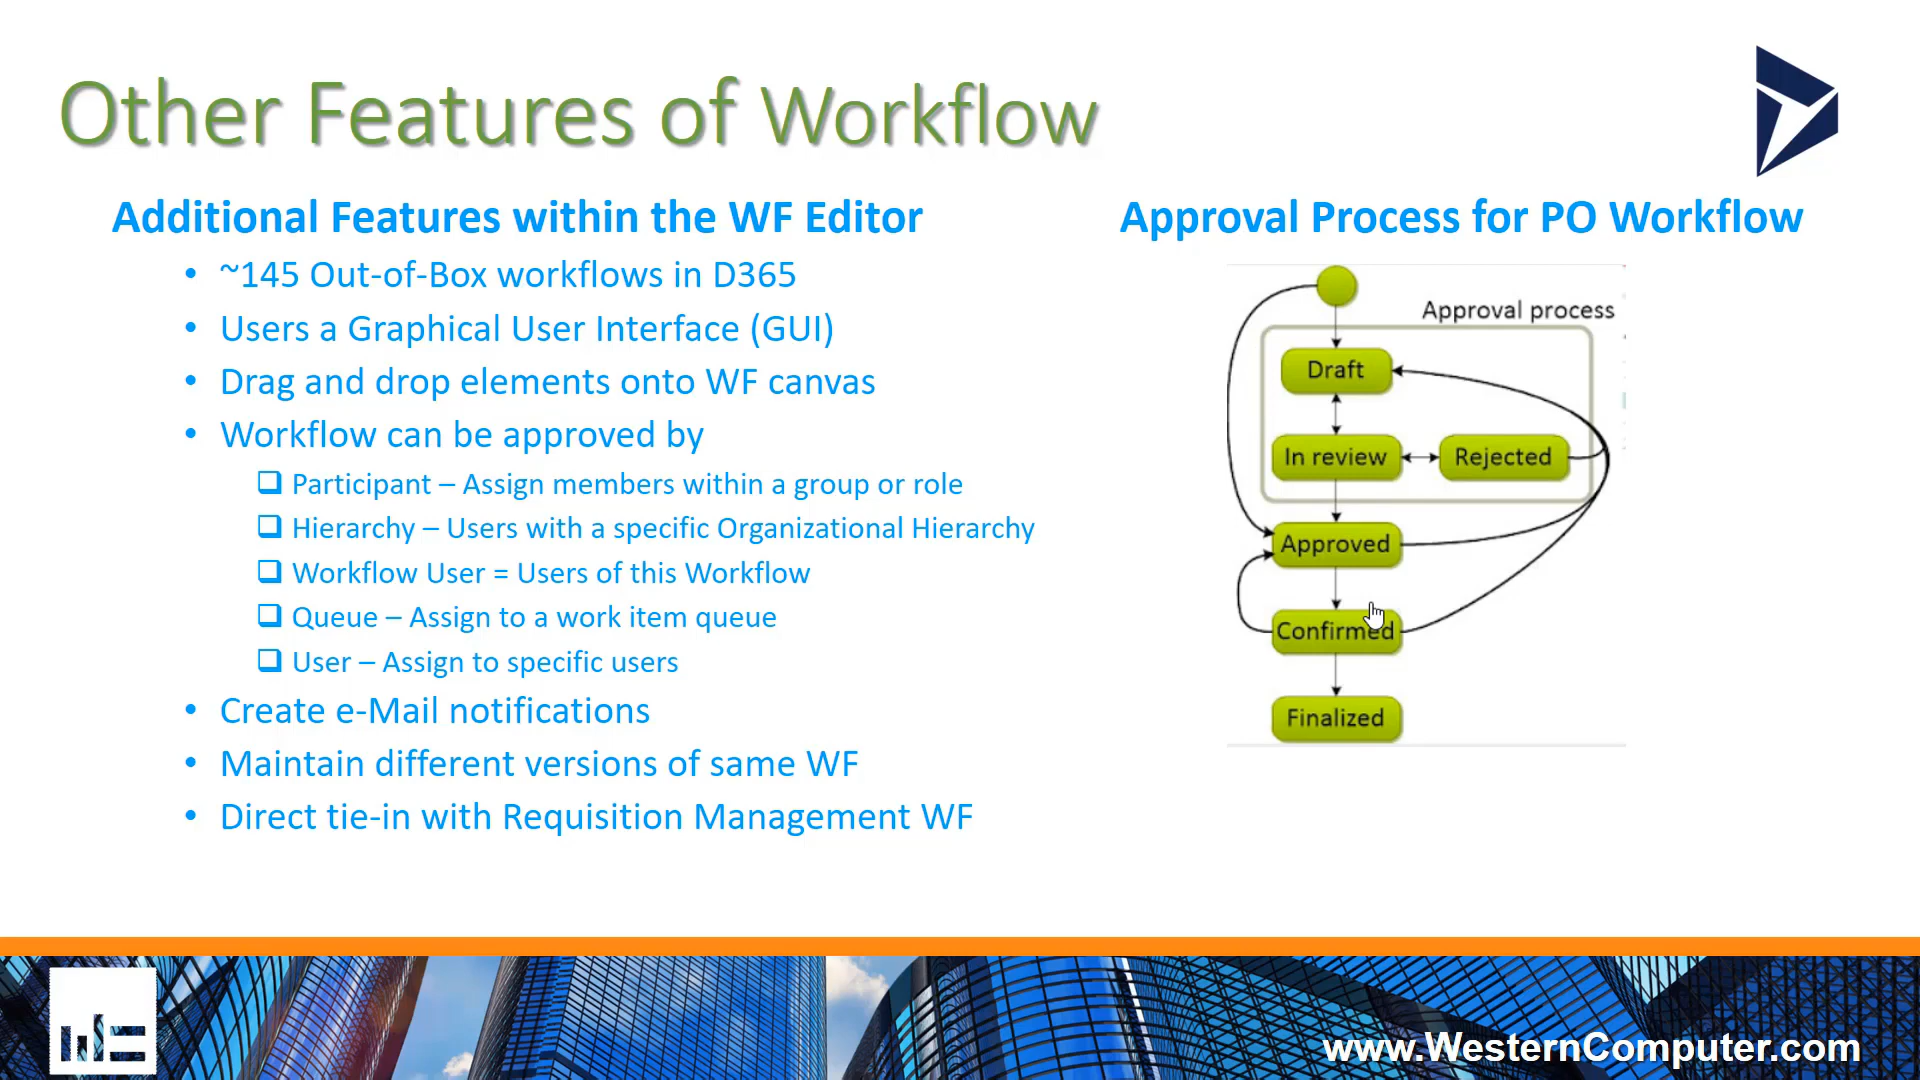 Other Features of Workflow
Additional Features within the WF Editor
• ~145 Out-of-Box workflows in D365
• Users a Graphical User Interface (GUI)
• Drag and drop elements onto WF canvas
• Workflow can be approved by
❑ Participant – Assign members within a group or role
❑ Hierarchy – Users with a specific Organizational Hierarchy
❑ Workflow User = Users of this Workflow
❑ Queue – Assign to a work item queue
❑ User – Assign to specific users
• Create e-Mail notifications
• Maintain different versions of same WF
• Direct tie-in with Requisition Management WF
Approval Process for PO Workflow
Approval process
Draft
In review
Rejected
Approved
Confirmed
Finalized
www.WesternComputer.com